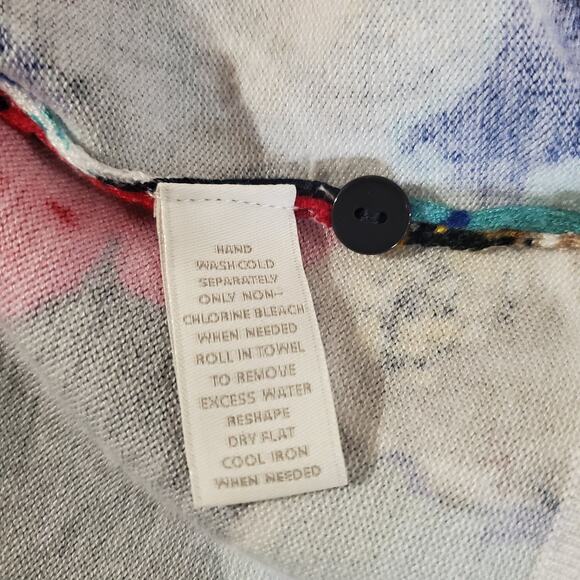 HAND
WASH COLD
SEPARATELY
ONLY NON-
CHLORINE BLEACH
WHEN NEEDED
ROLL IN TOWEL
TO REMOVE
EXCESS WATER
RESHAPE
DRY FLAT
COOL IRON
WHEN NEEDED